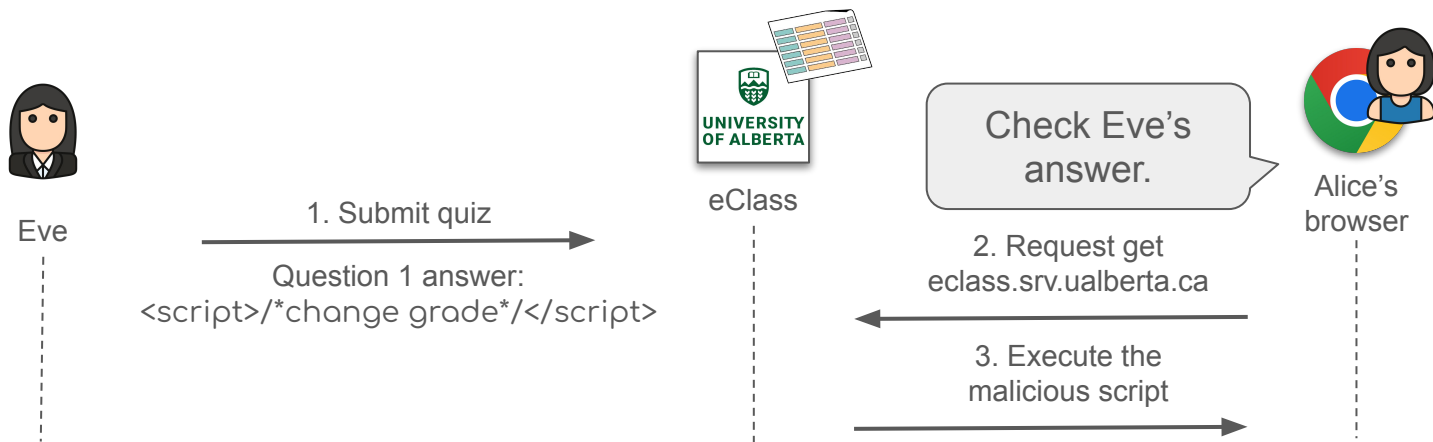 Eve
1. Submit quiz
Question 1 answer:
<script>/*change grade*/</script>
UNIVERSITY
OF ALBERTA
eClass
Check Eve's
answer.
Alice's
browser
2. Request get
eclass.srv.ualberta.ca
3. Execute the
malicious script